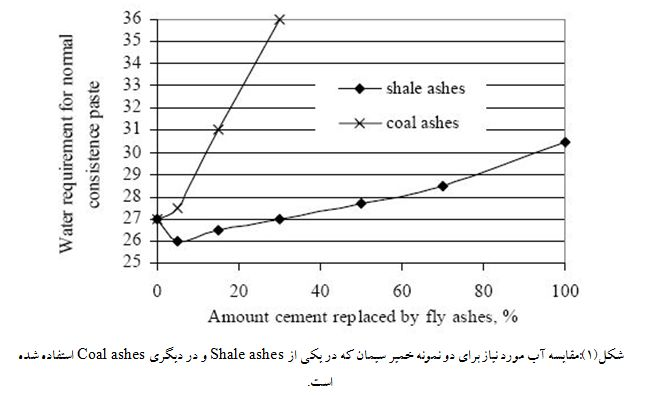 36
35
34
33
32
31
30
29
28
27
26
25
Water requirement for normal
consistence paste
shale ashes
coal ashes
0 20 40 60 80 100
Amount cement replaced by fly ashes, %
شکل(۱):مقایسه آب مورد نیاز برای دو نمونه خمیر سیمان که در یکی از Shale ashes و در دیگری Coal ashes استفاده شده
است.